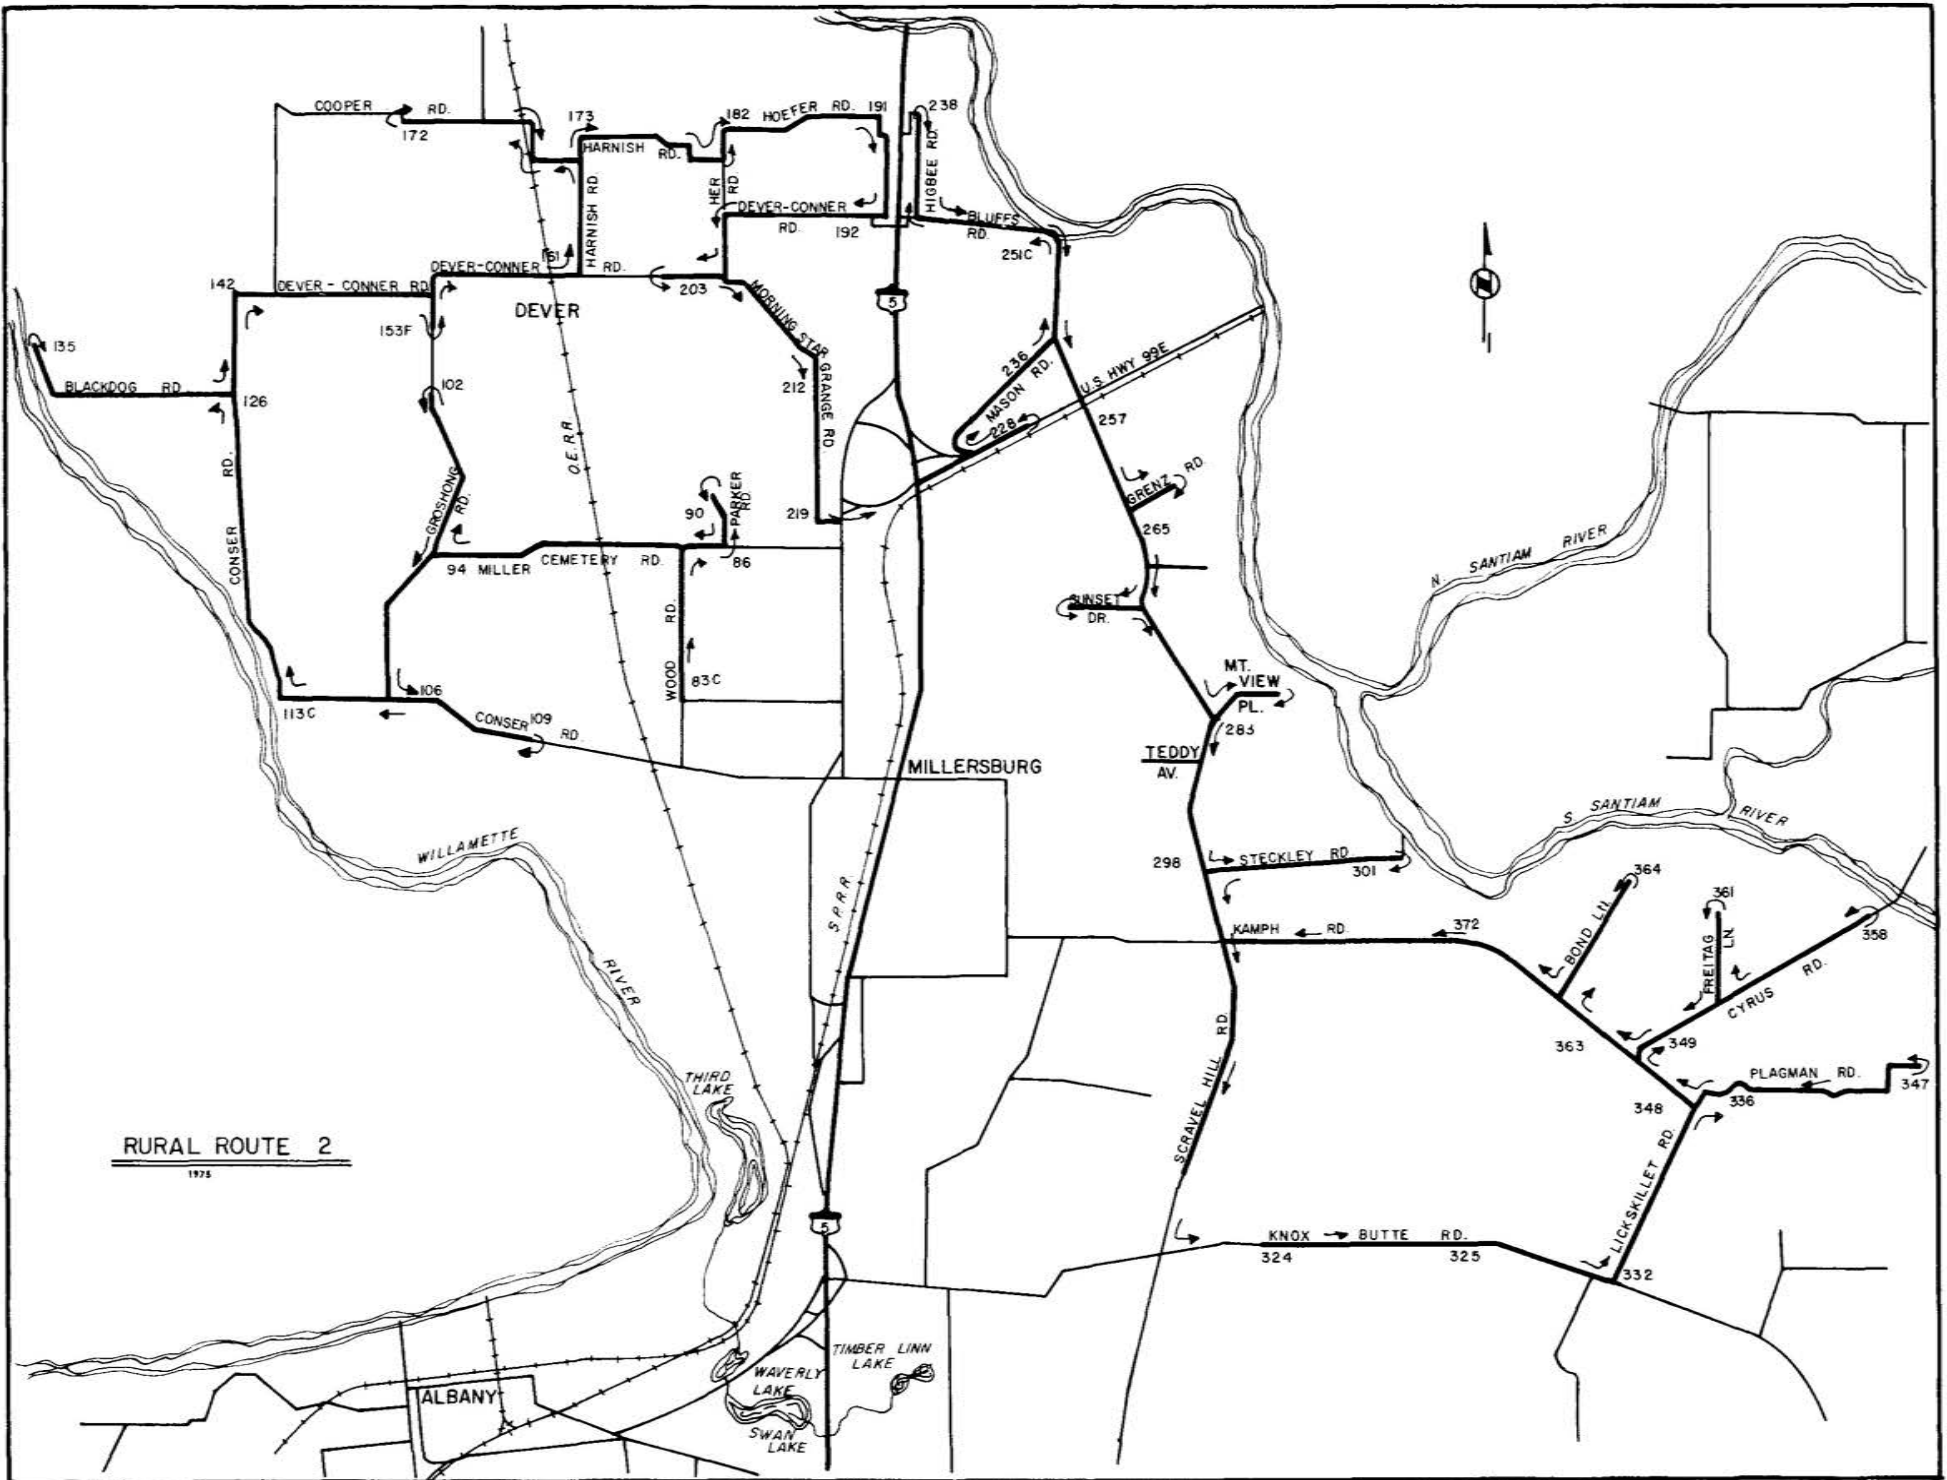 COOPER RD.
172
173
HARNISH RD.
182 HOEFER RD. 191
238
HIGBEE RD.
HARNISH RD.
HER RD.
DEVER-CONNER RD.
192
BLUFFS RD.
251C
161
DEVER-CONNER RD.
142 DEVER - CONNER RD
203
153F
DEVER
5
MORNING STAR
GRANGE RD
212
236
MASON RD.
228
U.S. HWY 99E
257
135
BLACKDOG RD
126
102
O.E.R.R.
CONSER RD.
GROSHONG RD.
90
PARKER RD.
219
GRENZ RD.
265
94 MILLER CEMETERY RD.
86
WOOD RD.
83C
SUNSET DR.
N. SANTIAM RIVER
MT. VIEW PL.
283
TEDDY AV.
113C
106
CONSER RD.
109
MILLERSBURG
S SANTIAM RIVER
WILLAMETTE RIVER
S.P.R.R.
298
STECKLEY RD
301
KAMPH RD.
372
BOND LN.
364
361
FREITAG LN.
358
CYRUS RD.
363
349
PLAGMAN RD.
347
348
336
SCRAVEL HILL RD.
LICKSKILLET RD.
THIRD LAKE
RURAL ROUTE 2
1975
5
KNOX BUTTE RD.
324
325
332
ALBANY
WAVERLY LAKE
TIMBER LINN LAKE
SWAN LAKE